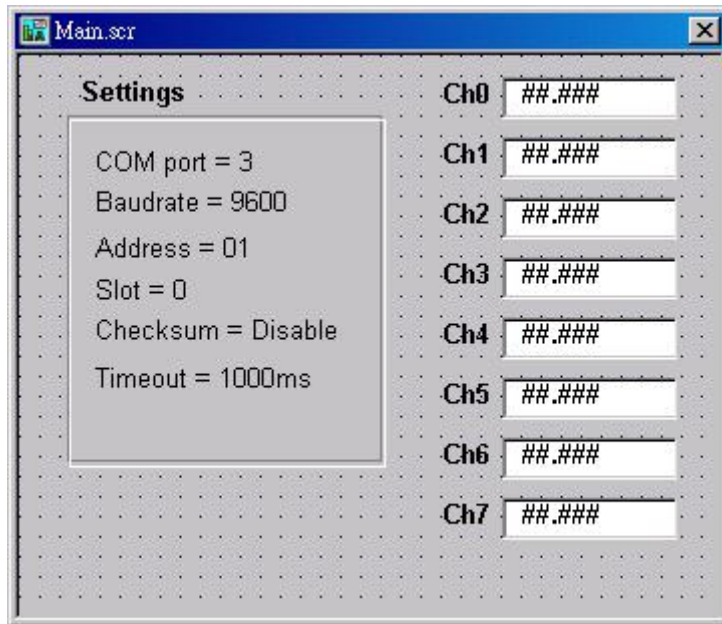 Main.scr
Settings
COM port = 3
Baudrate = 9600
Address = 01
Slot = 0
Checksum = Disable
Timeout = 1000ms
Ch0 ##.###
Ch1 ##.###
Ch2 ##.###
Ch3 ##.###
Ch4 ##.###
Ch5 ##.###
Ch6 ##.###
Ch7 ##.###